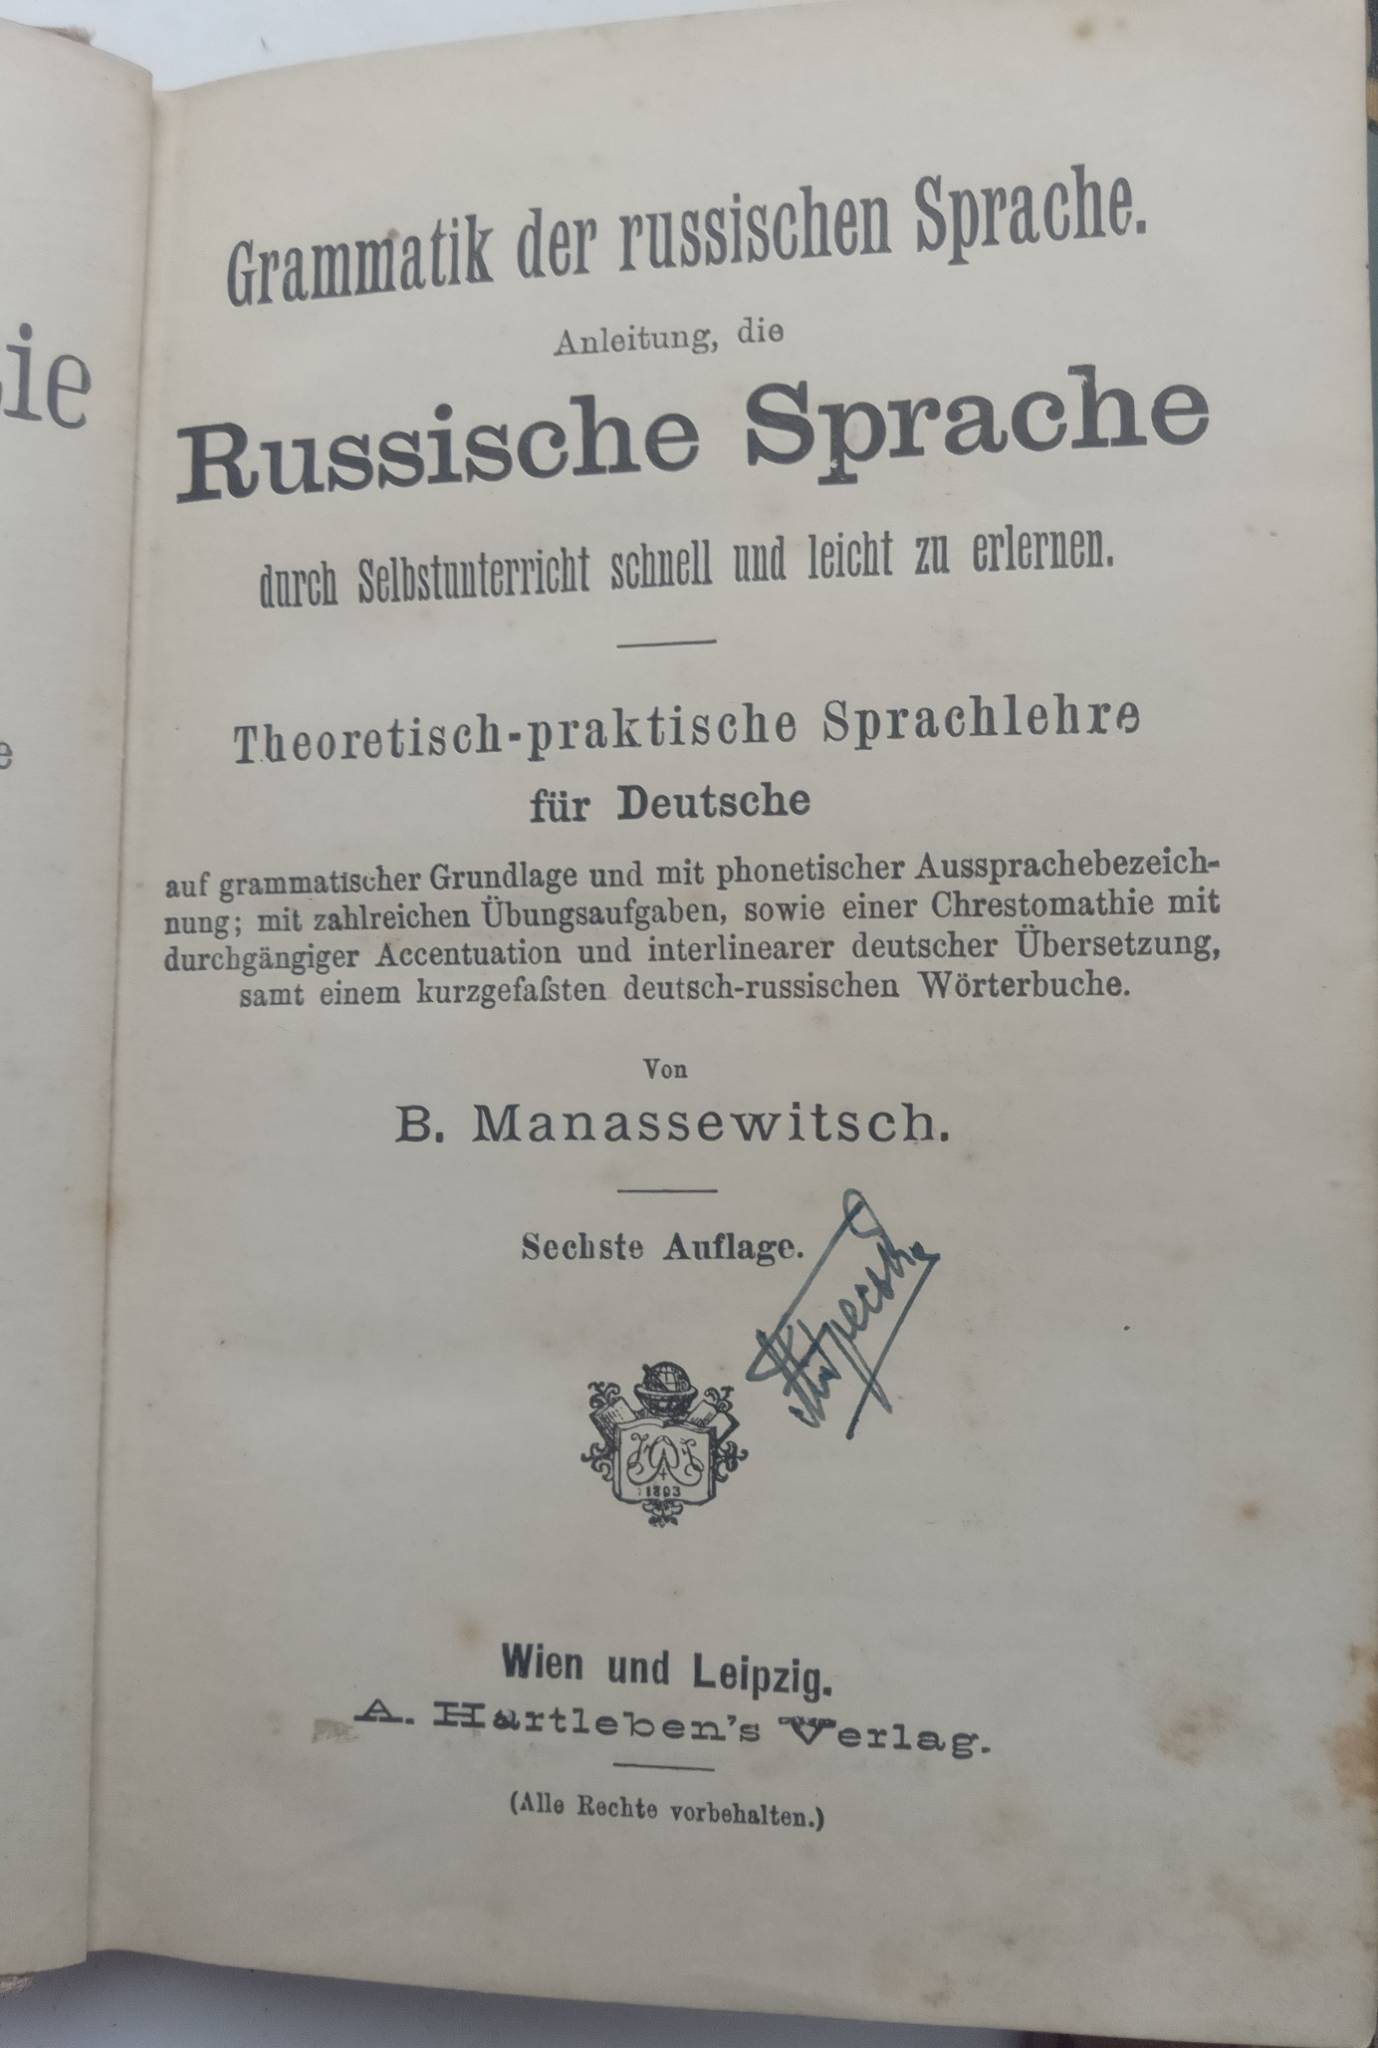 ie
e
Grammatik der russischen Sprache.
Anleitung, die
Russische Sprache
durch Selbstunterricht schnell und leicht zu erlernen.
Theoretisch-praktische Sprachlehre
für Deutsche
auf grammatischer Grundlage und mit phonetischer Aussprachebezeich-
nung; mit zahlreichen Übungsaufgaben, sowie einer Chrestomathie mit
durchgängiger Accentuation und interlinearer deutscher Übersetzung,
samt einem kurzgefaſsten deutsch-russischen Wörterbuche.
Von
B. Manassewitsch.
Sechste Auflage.
1803
Wien und Leipzig.
A. Hartleben's Verlag.
(Alle Rechte vorbehalten.)